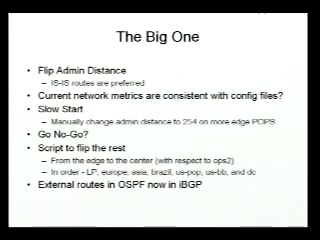 The Big One
• Flip Admin Distance
– IS-IS routes are preferred
• Current network metrics are consistent with config files?
• Slow Start
– Manually change admin distance to 254 on more edge POPS
• Go No-Go?
• Script to flip the rest
– From the edge to the center (with respect to ops2)
– In order - LP, europe, asia, brazil, us-pop, us-bb, and dc
• External routes in OSPF now in iBGP